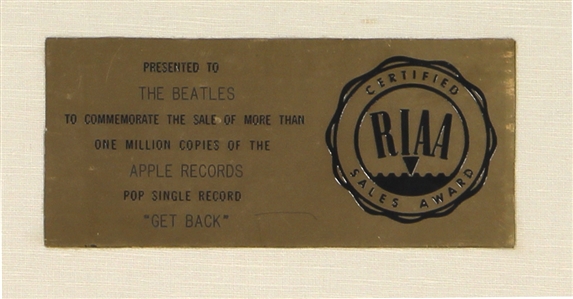 PRESENTED TO
THE BEATLES
TO COMMEMORATE THE SALE OF MORE THAN
ONE MILLION COPIES OF THE
APPLE RECORDS
POP SINGLE RECORD
"GET BACK"
CERTIFIED
RIAA
SALES AWARD